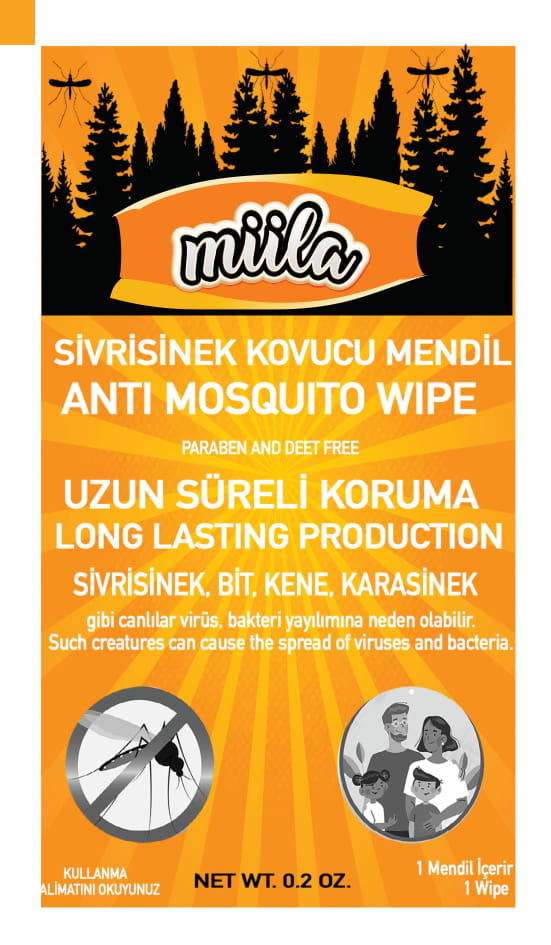 miila
SİVRİSİNEK KOVUCU MENDİL
ANTI MOSQUITO WIPE
PARABEN AND DEET FREE
UZUN SÜRELİ KORUMA
LONG LASTING PRODUCTION
SİVRİSİNEK, BİT, KENE, KARASİNEK
gibi canlılar virüs, bakteri yayılımına neden olabilir.
Such creatures can cause the spread of viruses and bacteria.
KULLANMA
ALİMATINI OKUYUNUZ
NET WT. 0.2 OZ.
1 Mendil İçerir
1 Wipe